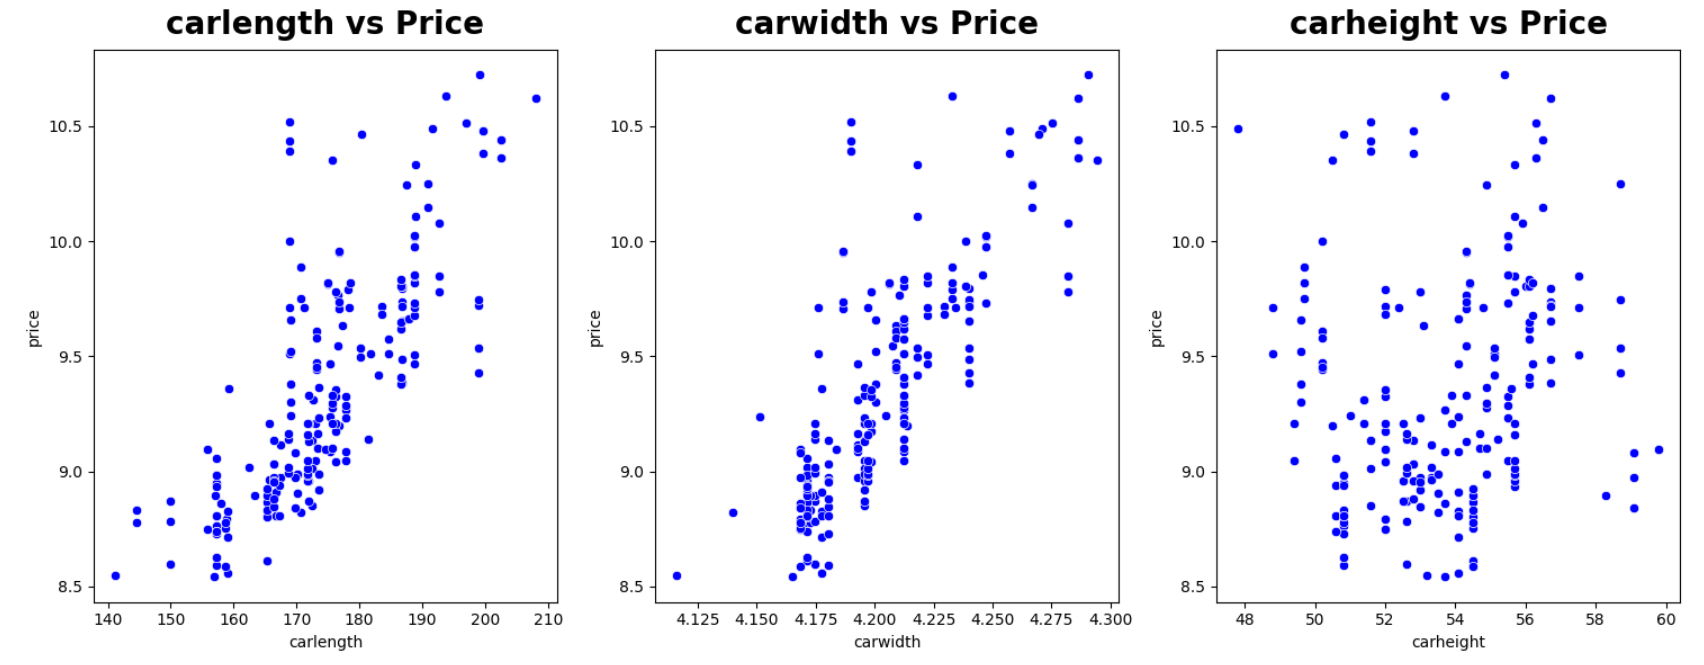 carlength vs Price
carwidth vs Price
carheight vs Price
price
10.5
10.0
9.5
9.0
8.5
140 150 160 170 180 190 200 210
carlength
price
10.5
10.0
9.5
9.0
8.5
4.125 4.150 4.175 4.200 4.225 4.250 4.275 4.300
carwidth
price
10.5
10.0
9.5
9.0
8.5
48 50 52 54 56 58 60
carheight